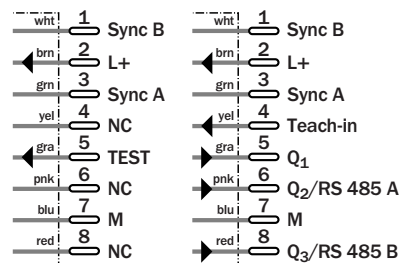 wht 1 Sync B
brn 2 L+
grn 3 Sync A
yel 4 NC
gra 5 TEST
pnk 6 NC
blu 7 M
red 8 NC
wht 1 Sync B
brn 2 L+
grn 3 Sync A
yel 4 Teach-in
gra 5 Q₁
pnk 6 Q₂/RS 485 A
blu 7 M
red 8 Q₃/RS 485 B